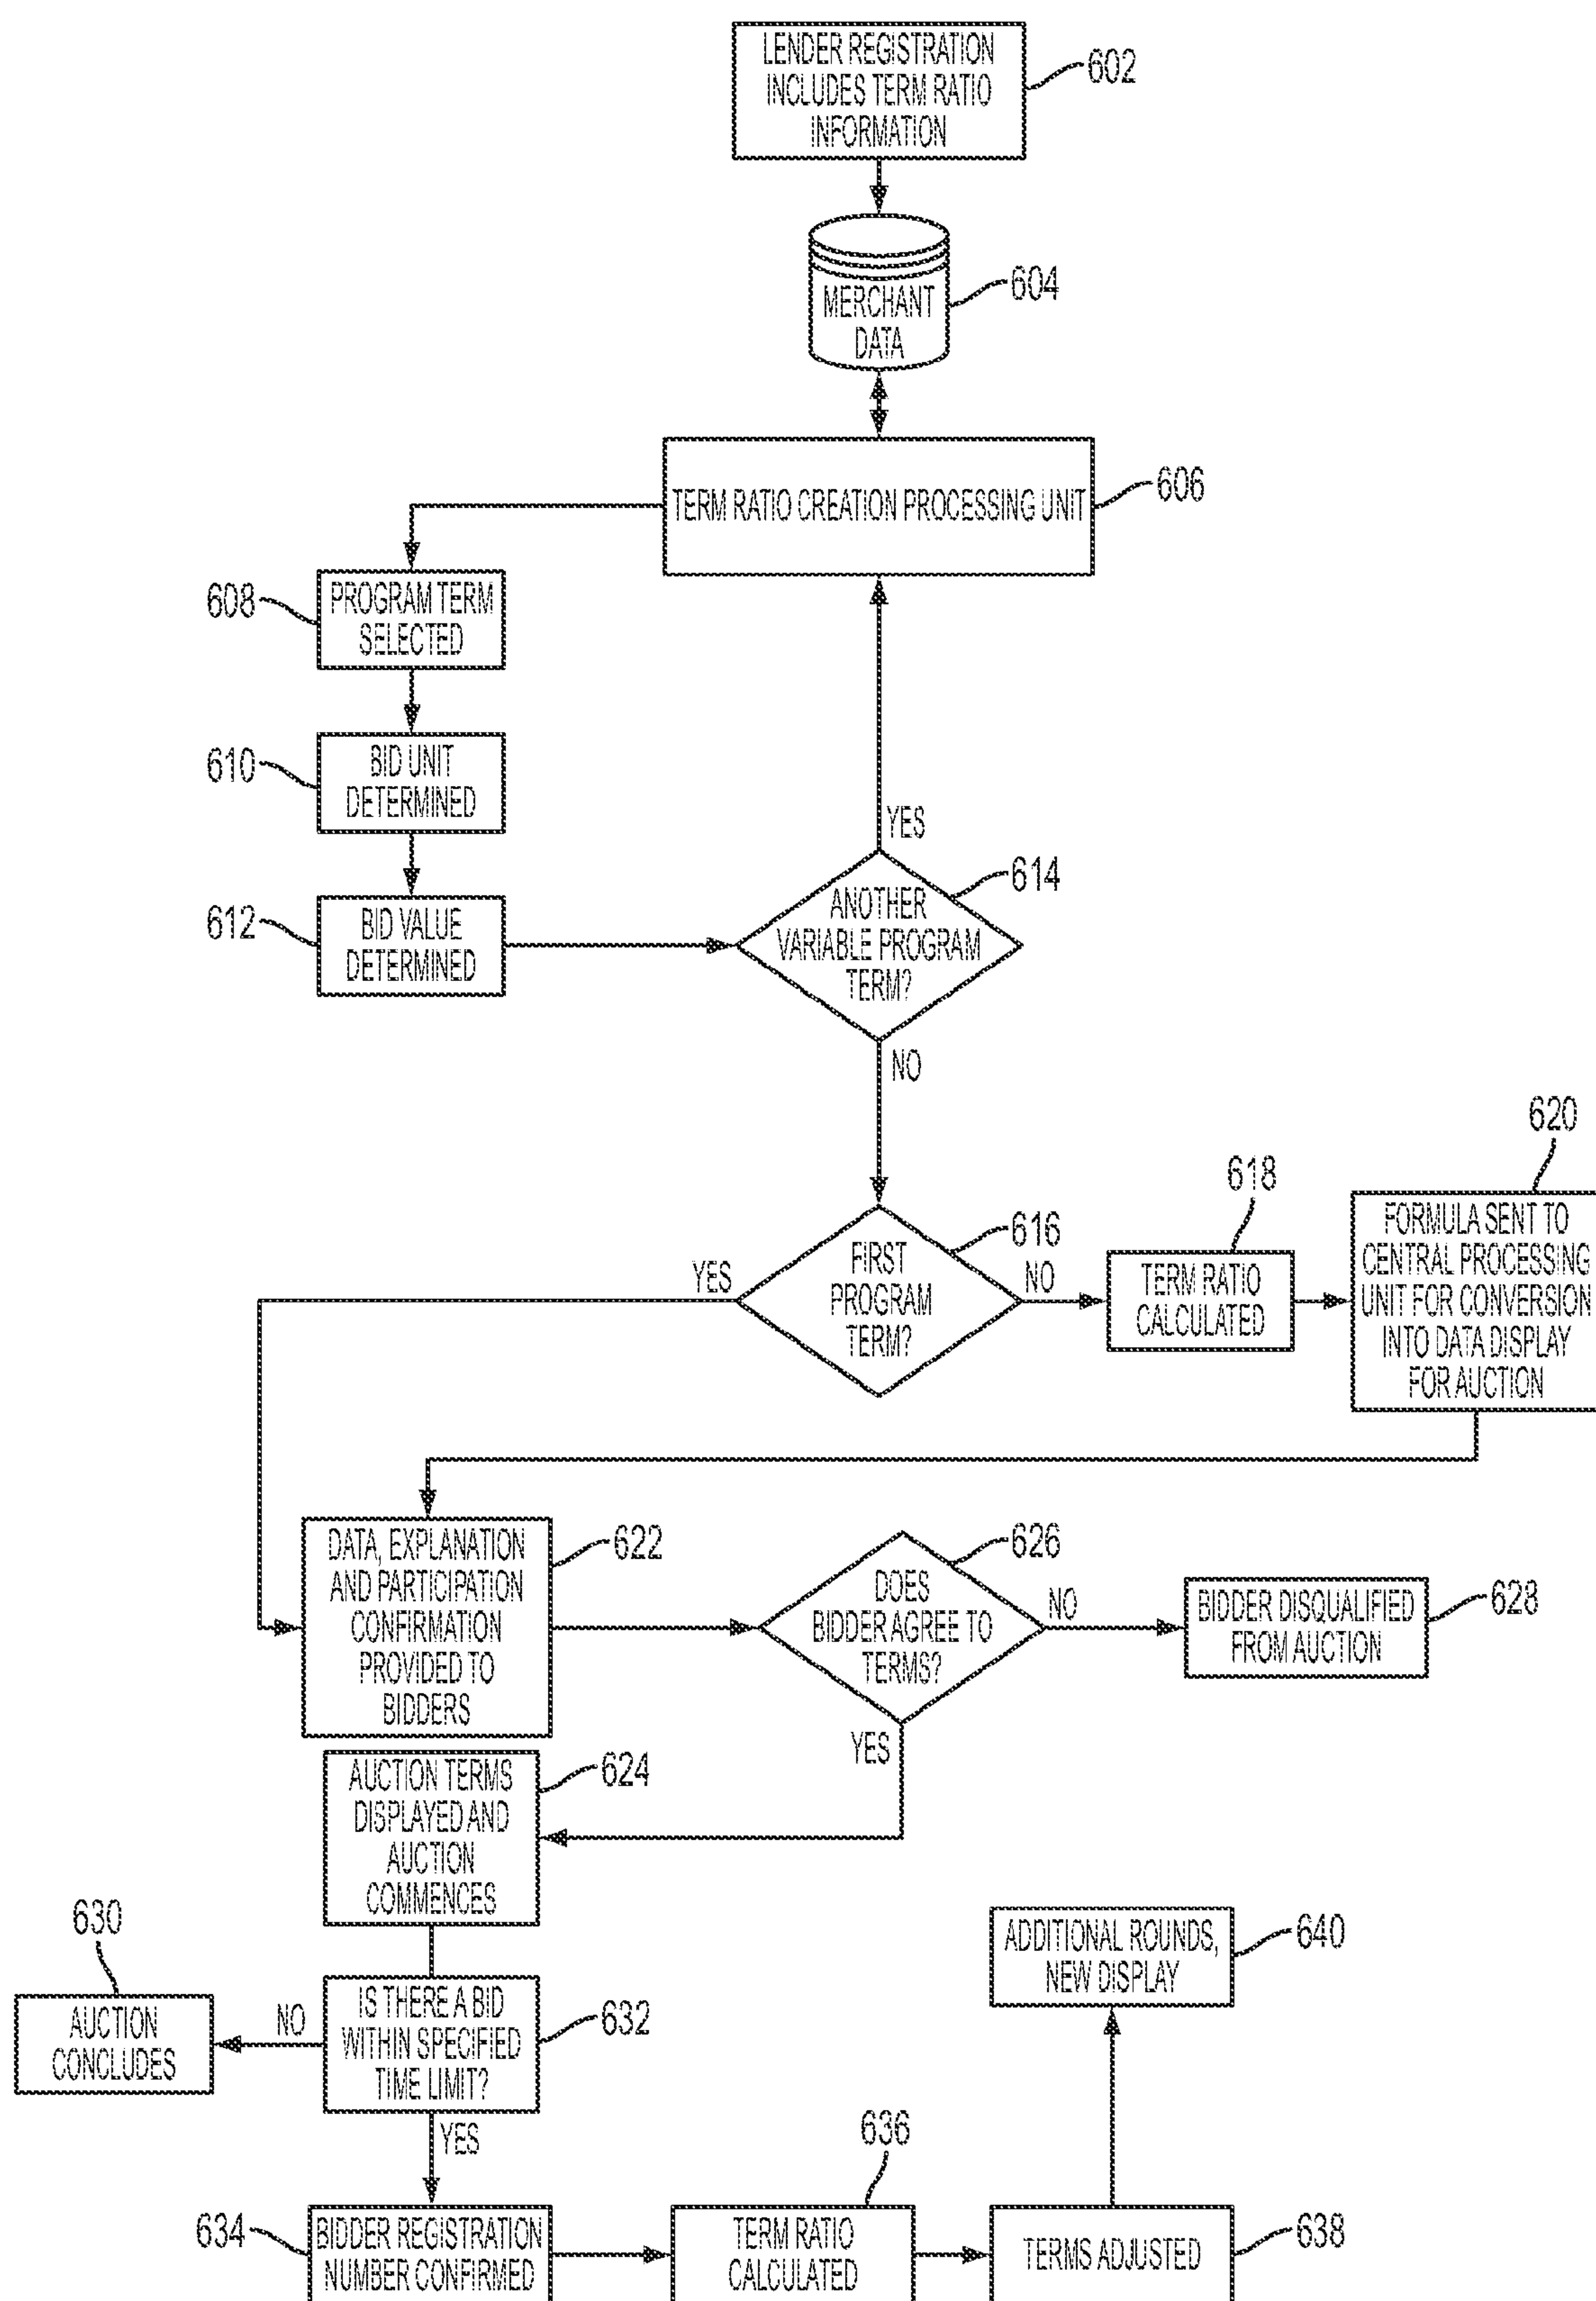 LENDER REGISTRATION
INCLUDES TERM RATIO
INFORMATION
602
MERCHANT
DATA
604
TERM RATIO CREATION PROCESSING UNIT
606
608
PROGRAM TERM
SELECTED
610
BID UNIT
DETERMINED
612
BID VALUE
DETERMINED
YES
614
ANOTHER
VARIABLE PROGRAM
TERM?
NO
616
FIRST
PROGRAM
TERM?
YES
NO
618
TERM RATIO
CALCULATED
620
FORMULA SENT TO
CENTRAL PROCESSING
UNIT FOR CONVERSION
INTO DATA DISPLAY
FOR AUCTION
DATA, EXPLANATION
AND PARTICIPATION
CONFIRMATION
PROVIDED TO
BIDDERS
622
626
DOES
BIDDER AGREE TO
TERMS?
NO
BIDDER DISQUALIFIED
FROM AUCTION
628
YES
AUCTION TERMS
DISPLAYED AND
AUCTION
COMMENCES
624
630
AUCTION
CONCLUDES
NO
IS THERE A BID
WITHIN SPECIFIED
TIME LIMIT?
632
YES
ADDITIONAL ROUNDS,
NEW DISPLAY
640
634
BIDDER REGISTRATION
NUMBER CONFIRMED
636
TERM RATIO
CALCULATED
TERMS ADJUSTED
638